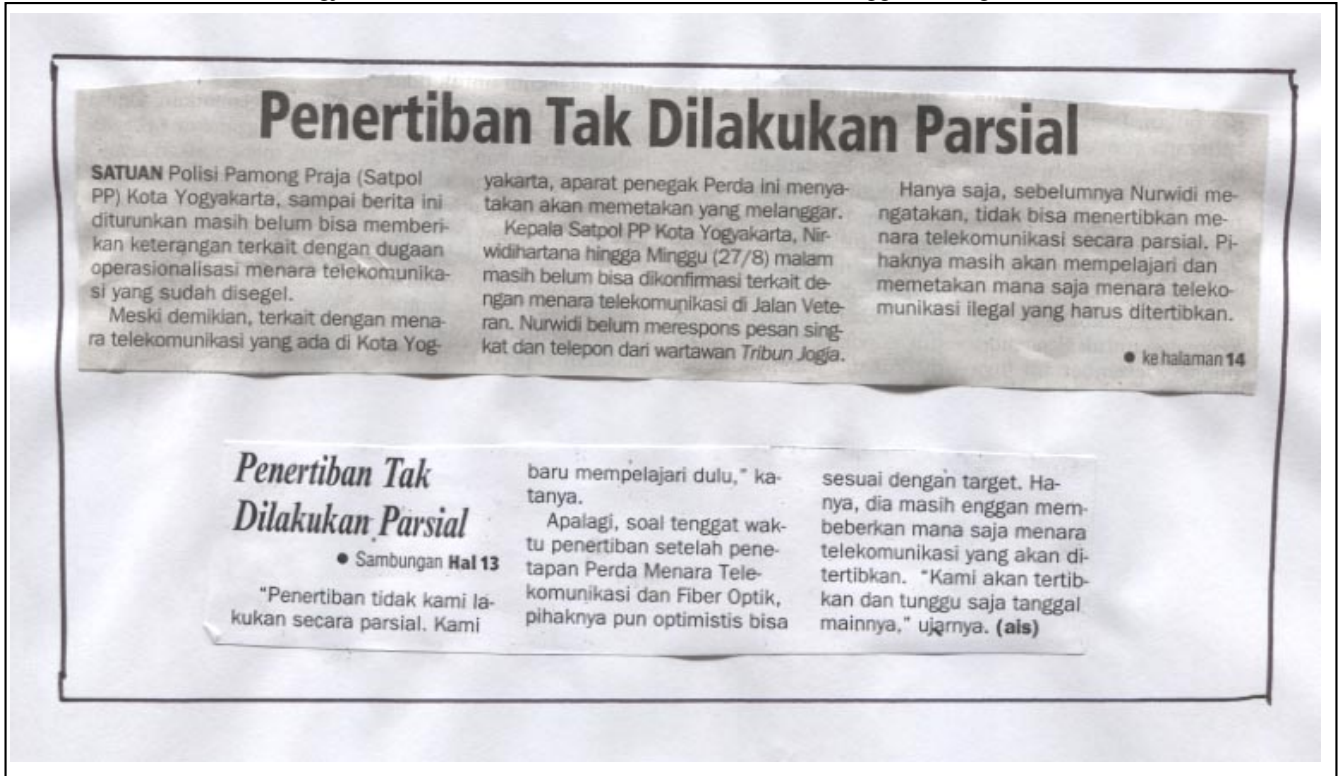 Penertiban Tak Dilakukan Parsial
SATUAN Polisi Pamong Praja (Satpol
PP) Kota Yogyakarta, sampai berita ini
diturunkan masih belum bisa memberi-
kan keterangan terkait dengan dugaan
operasionalisasi menara telekomunika-
si yang sudah disegel.
Meski demikian, terkait dengan mena-
ra telekomunikasi yang ada di Kota Yog-
yakarta, aparat penegak Perda ini menya-
takan akan memetakan yang melanggar.
Kepala Satpol PP Kota Yogyakarta, Nir-
widihartana hingga Minggu (27/8) malam
masih belum bisa dikonfirmasi terkait de-
ngan menara telekomunikasi di Jalan Vete-
ran. Nurwidi belum merespons pesan sing-
kat dan telepon dari wartawan Tribun Jogja.
Hanya saja, sebelumnya Nurwidi me-
ngatakan, tidak bisa menertibkan me-
nara telekomunikasi secara parsial. Pi-
haknya masih akan mempelajari dan
memetakan mana saja menara teleko-
munikasi ilegal yang harus ditertibkan.
● ke halaman 14
Penertiban Tak
Dilakukan Parsial
● Sambungan Hal 13
"Penertiban tidak kami la-
kukan secara parsial. Kami
baru mempelajari dulu," ka-
tanya.
Apalagi, soal tenggat wak-
tu penertiban setelah pene-
tapan Perda Menara Tele-
komunikasi dan Fiber Optik,
pihaknya pun optimistis bisa
sesuai dengan target. Ha-
nya, dia masih enggan mem-
beberkan mana saja menara
telekomunikasi yang akan di-
tertibkan. "Kami akan tertib-
kan dan tunggu saja tanggal
mainnya," ujarnya. (ais)